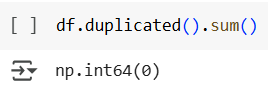 [ ] df.duplicated().sum()
np.int64(0)